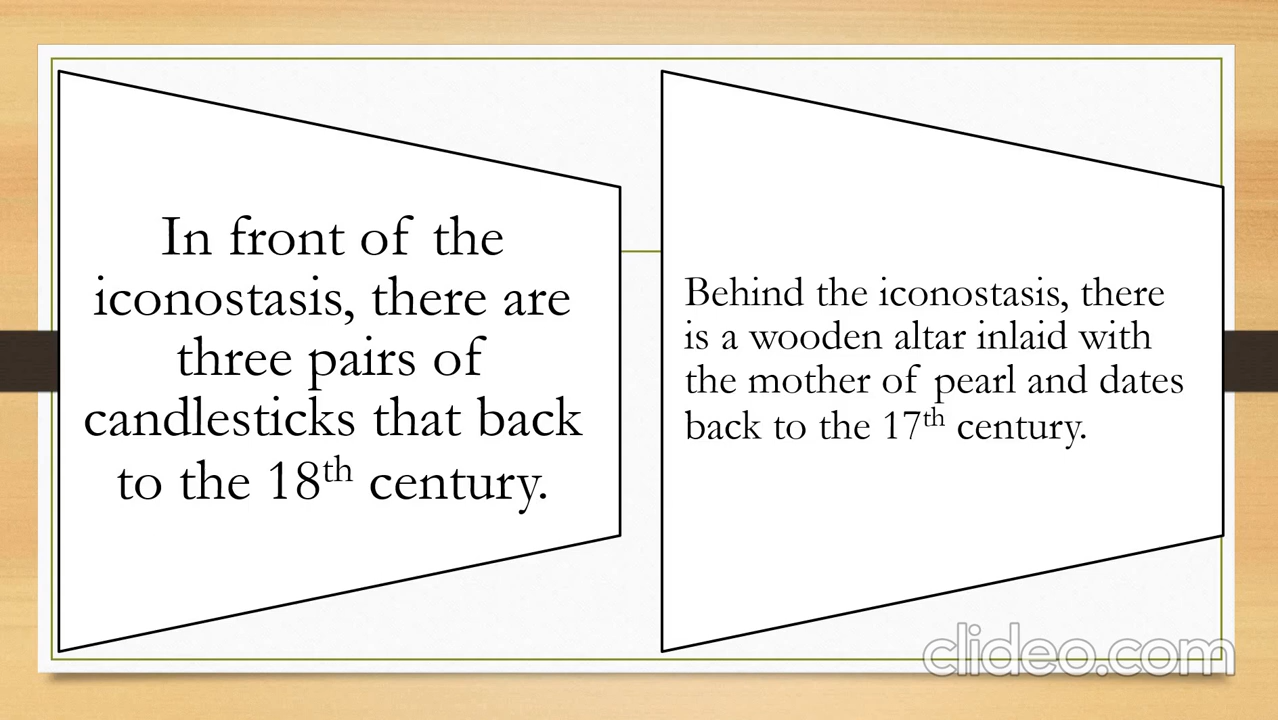 In front of the
iconostasis, there are
three pairs of
candlesticks that back
to the 18th century.
Behind the iconostasis, there
is a wooden altar inlaid with
the mother of pearl and dates
back to the 17th century.
clideo.com